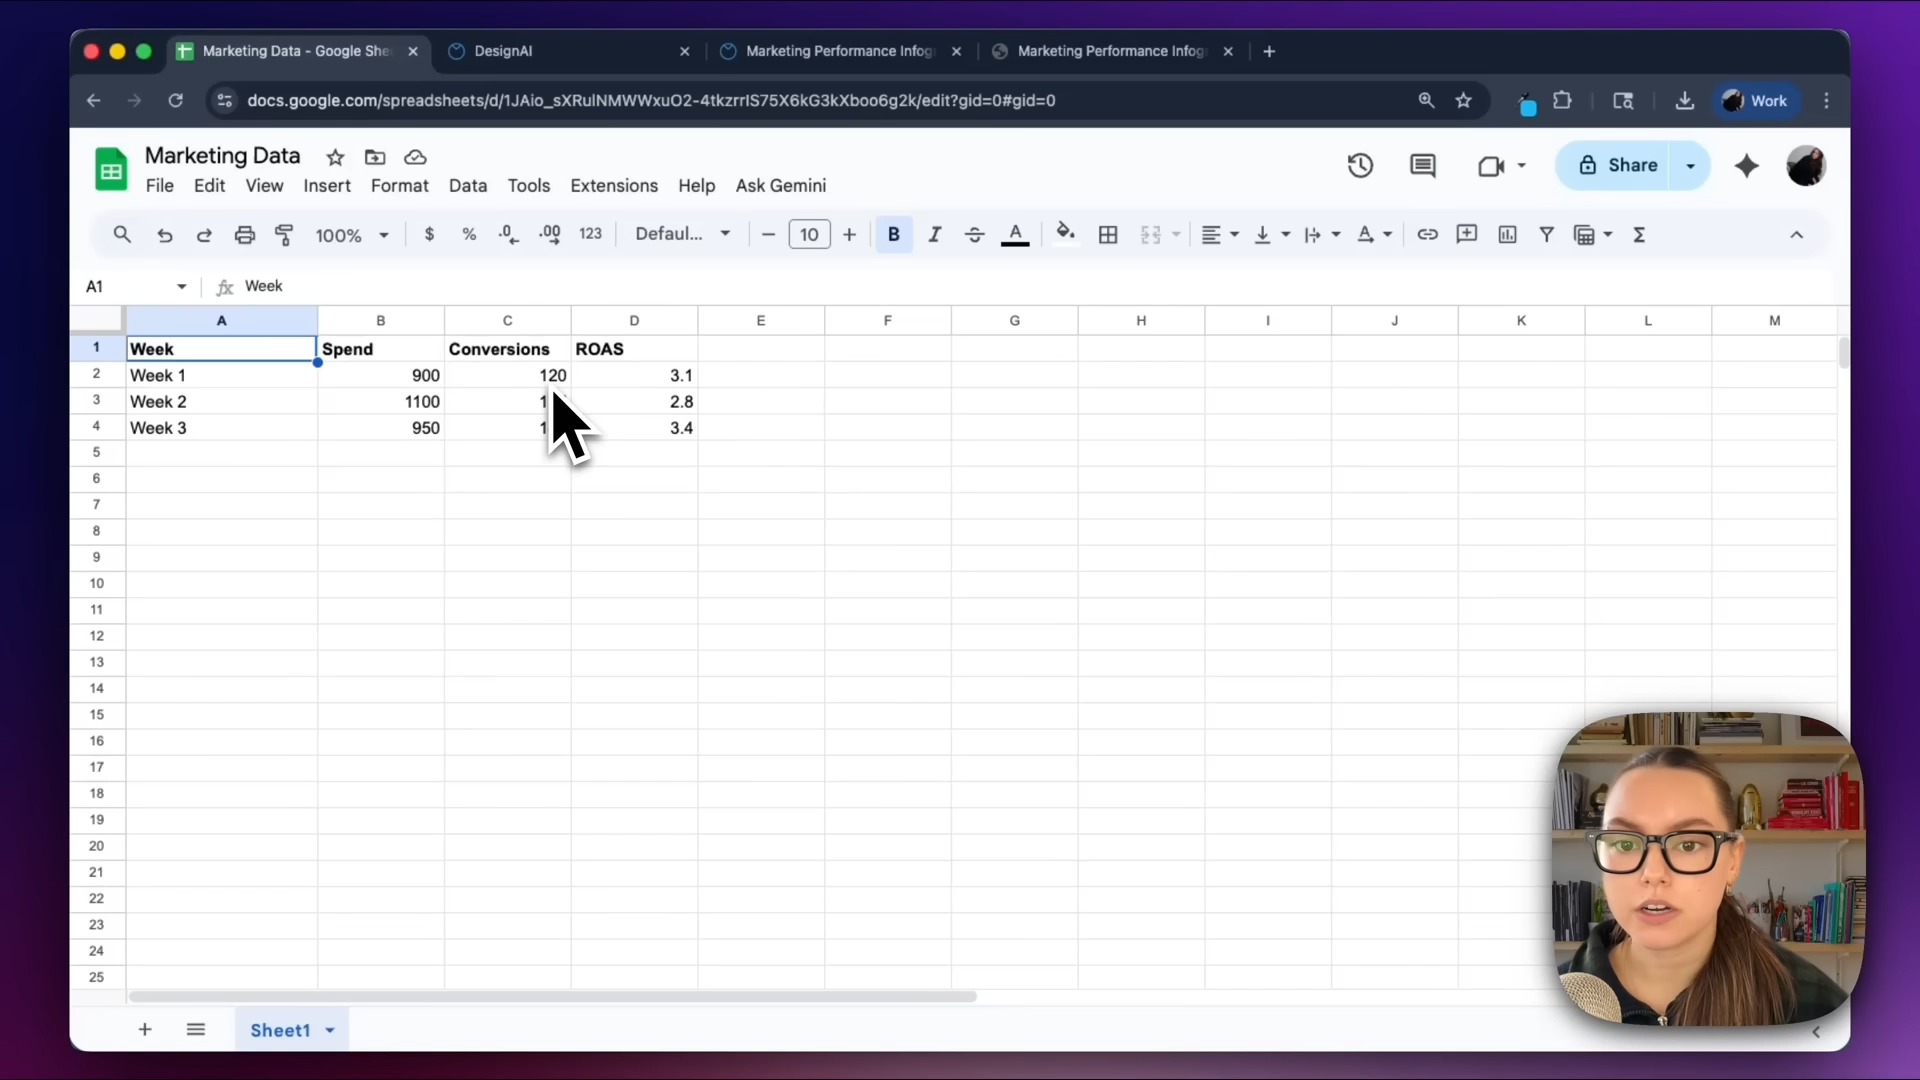 Marketing Data - Google She
DesignAI
Marketing Performance Infog
Marketing Performance Infog
docs.google.com/spreadsheets/d/1JAio_sXRulNMWWxuO2-4tkzrrIS75X6kG3kXboo6g2k/edit?gid=0#gid=0
Work
Marketing Data
File Edit View Insert Format Data Tools Extensions Help Ask Gemini
Share
100% $ % .0 .00 123 Defaul... 10 B I A
A1 fx Week
A B C D E F G H I J K L M
1 Week Spend Conversions ROAS
2 Week 1 900 120 3.1
3 Week 2 1100 2.8
4 Week 3 950 3.4
5
6
7
8
9
10
11
12
13
14
15
16
17
18
19
20
21
22
23
24
25
Sheet1